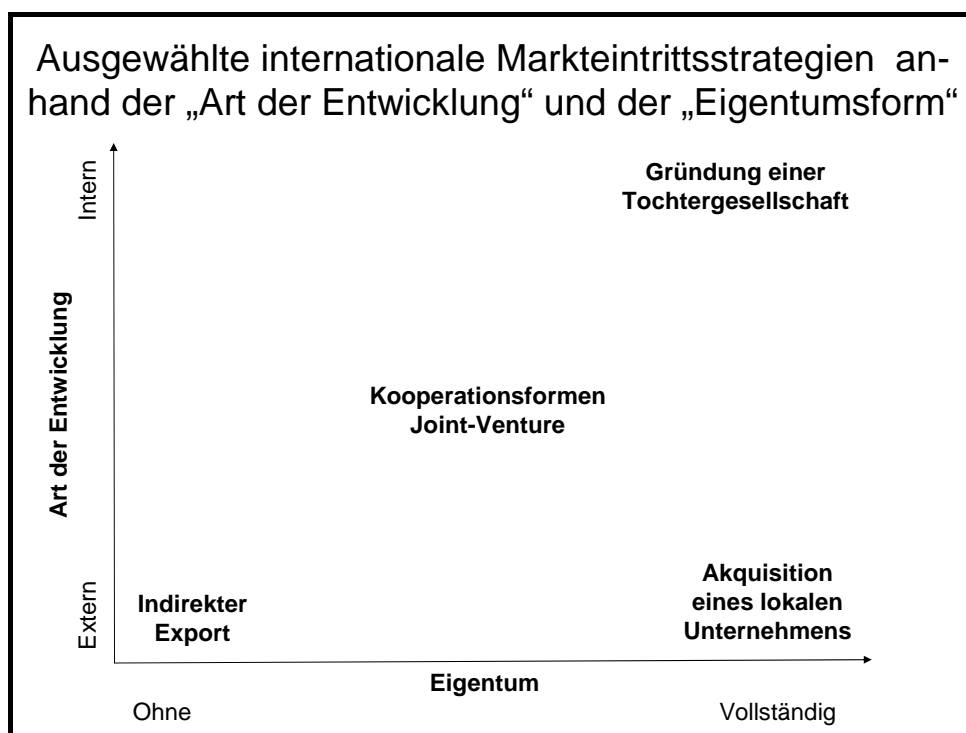 Ausgewählte internationale Markteintrittsstrategien an-
hand der „Art der Entwicklung“ und der „Eigentumsform“
Intern
Gründung einer
Tochtergesellschaft
Art der Entwicklung
Kooperationsformen
Joint-Venture
Extern
Indirekter
Export
Akquisition
eines lokalen
Unternehmens
Eigentum
Ohne
Vollständig